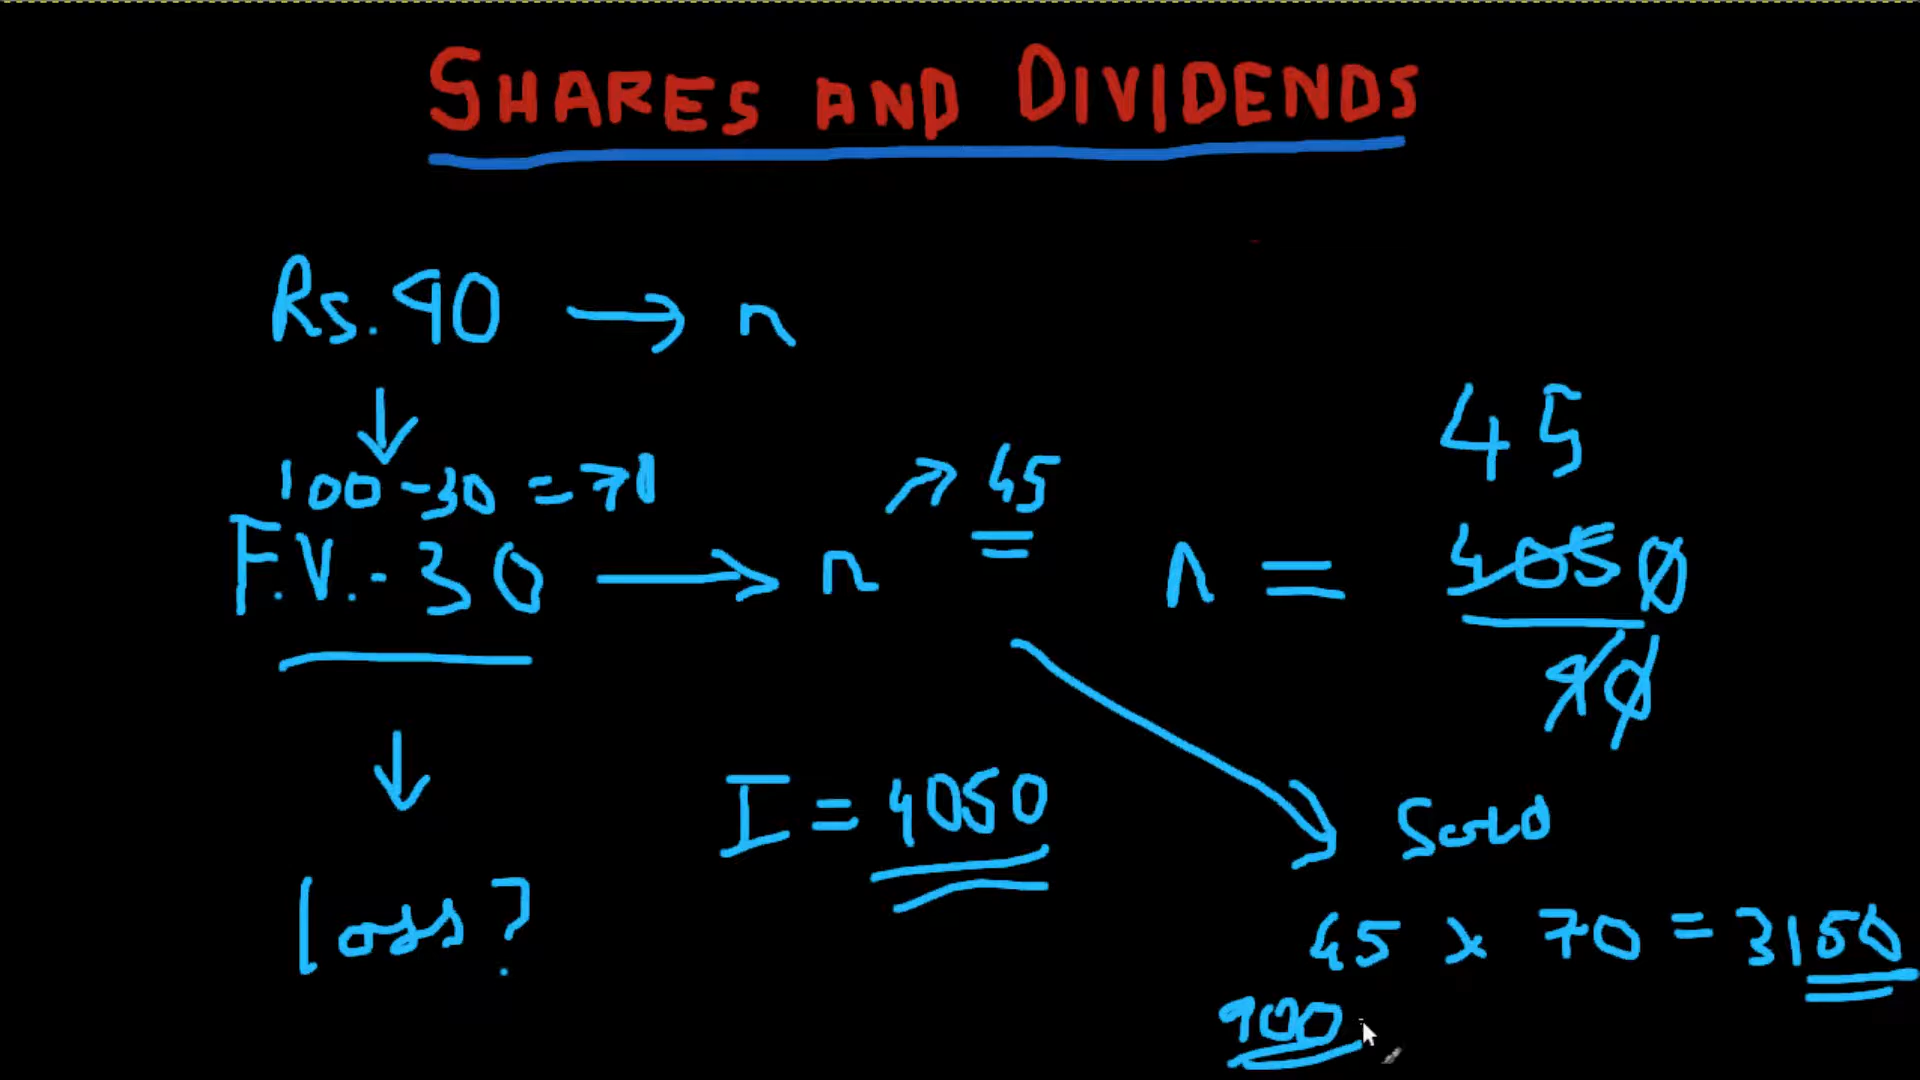 SHARES AND DIVIDENDS
Rs. 90 → n
↓
100 - 30 = 70
F.V. - 30 → n ↗ 45
45
n = 4050 / 90
↓
I = 4050
Sold
loss?
45 x 70 = 3150
900